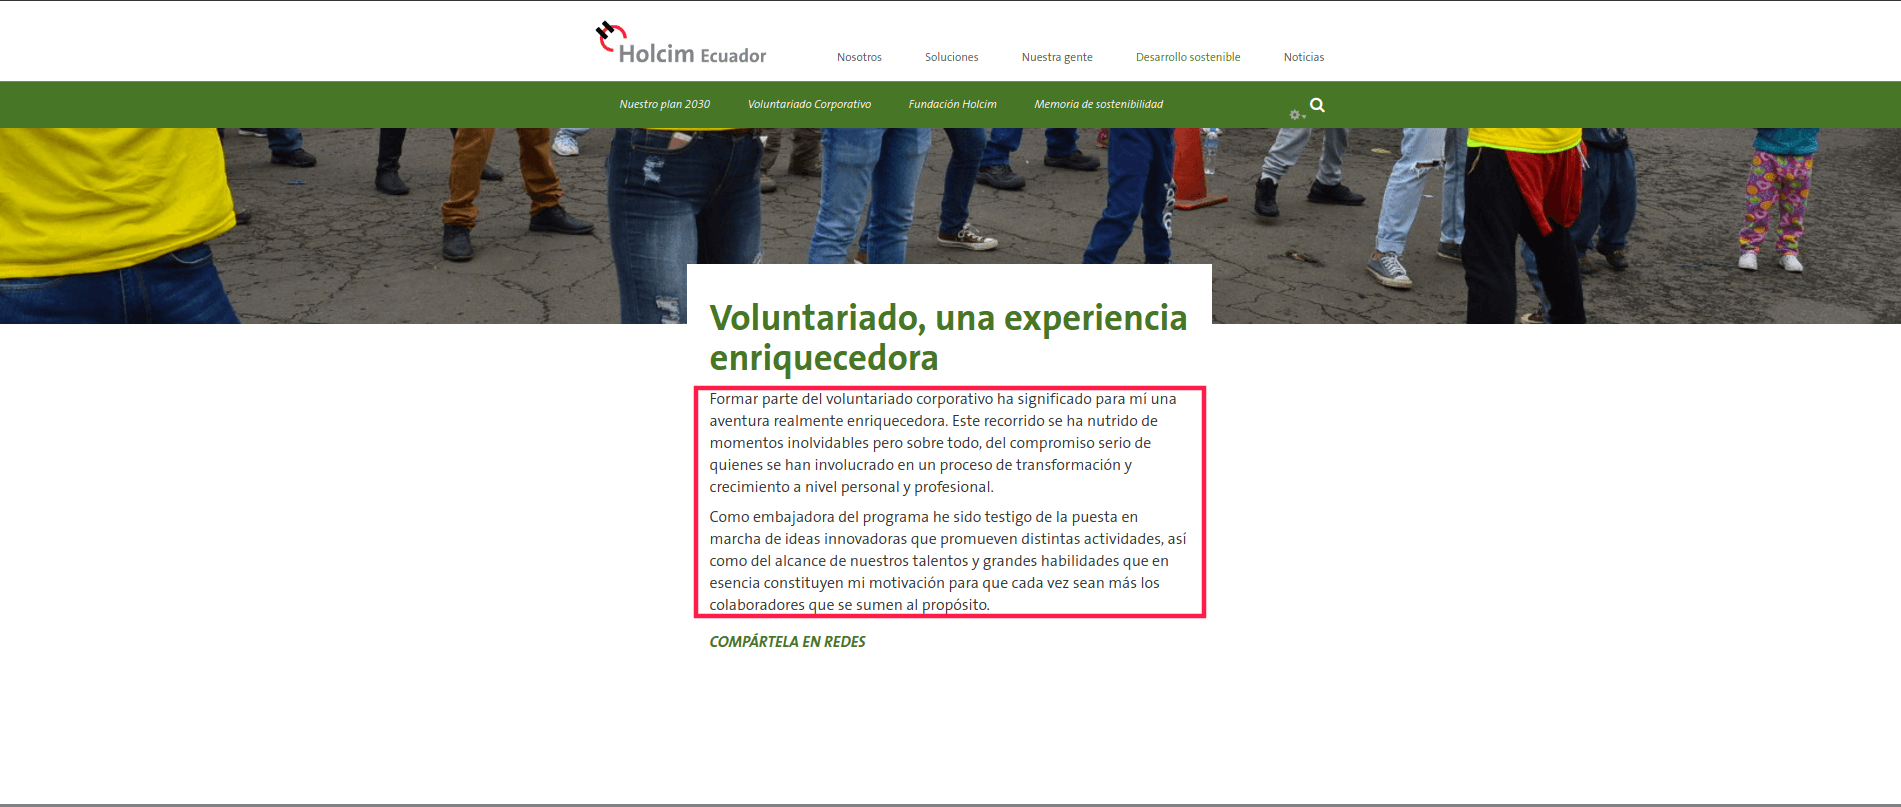 Holcim Ecuador
Nosotros Soluciones Nuestra gente Desarrollo sostenible Noticias
Nuestro plan 2030 Voluntariado Corporativo Fundación Holcim Memoria de sostenibilidad
Voluntariado, una experiencia
enriquecedora
Formar parte del voluntariado corporativo ha significado para mí una
aventura realmente enriquecedora. Este recorrido se ha nutrido de
momentos inolvidables pero sobre todo, del compromiso serio de
quienes se han involucrado en un proceso de transformación y
crecimiento a nivel personal y profesional.
Como embajadora del programa he sido testigo de la puesta en
marcha de ideas innovadoras que promueven distintas actividades, así
como del alcance de nuestros talentos y grandes habilidades que en
esencia constituyen mi motivación para que cada vez sean más los
colaboradores que se sumen al propósito.
COMPÁRTELA EN REDES